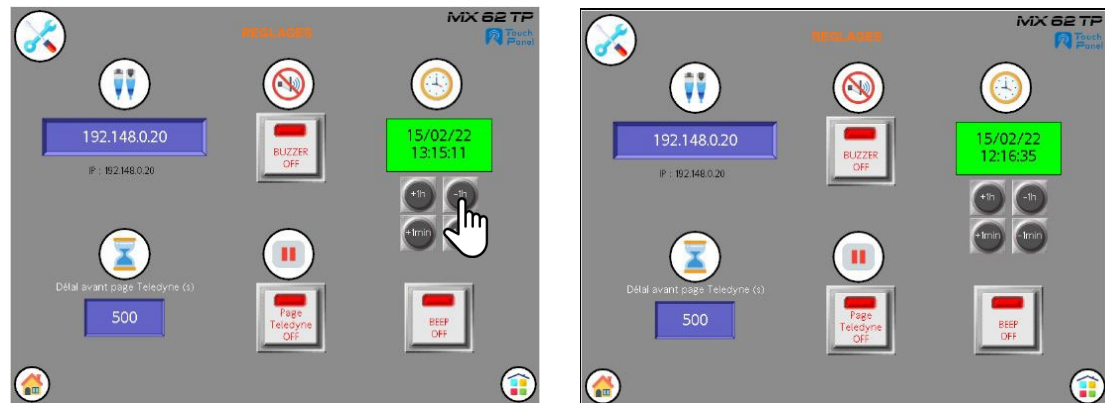 MX 62 TP
REGLAGES
Touch
Panel
192.148.0.20
IP : 192.148.0.20
BUZZER
OFF
15/02/22
13:15:11
+1h
-1h
+1min
Délai avant page Teledyne (s)
500
Page
Teledyne
OFF
BEEP
OFF
MX 62 TP
REGLAGES
Touch
Panel
192.148.0.20
IP : 192.148.0.20
BUZZER
OFF
15/02/22
12:16:35
+1h
-1h
+1min
-1min
Délai avant page Teledyne (s)
500
Page
Teledyne
OFF
BEEP
OFF